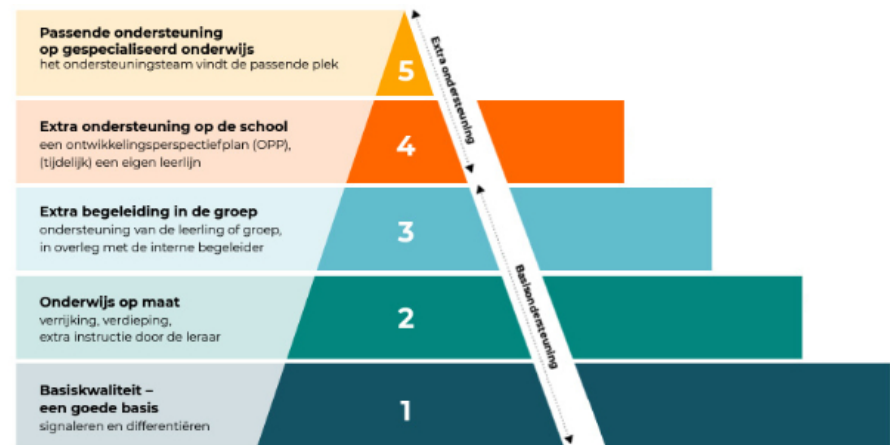 Passende ondersteuning
op gespecialiseerd onderwijs
het ondersteuningsteam vindt de passende plek
5
Extra ondersteuning
Extra ondersteuning op de school
een ontwikkelingsperspectiefplan (OPP),
(tijdelijk) een eigen leerlijn
4
Extra begeleiding in de groep
ondersteuning van de leerling of groep,
in overleg met de interne begeleider
3
Basisondersteuning
Onderwijs op maat
verrijking, verdieping,
extra instructie door de leraar
2
Basiskwaliteit –
een goede basis
signaleren en differentiëren
1